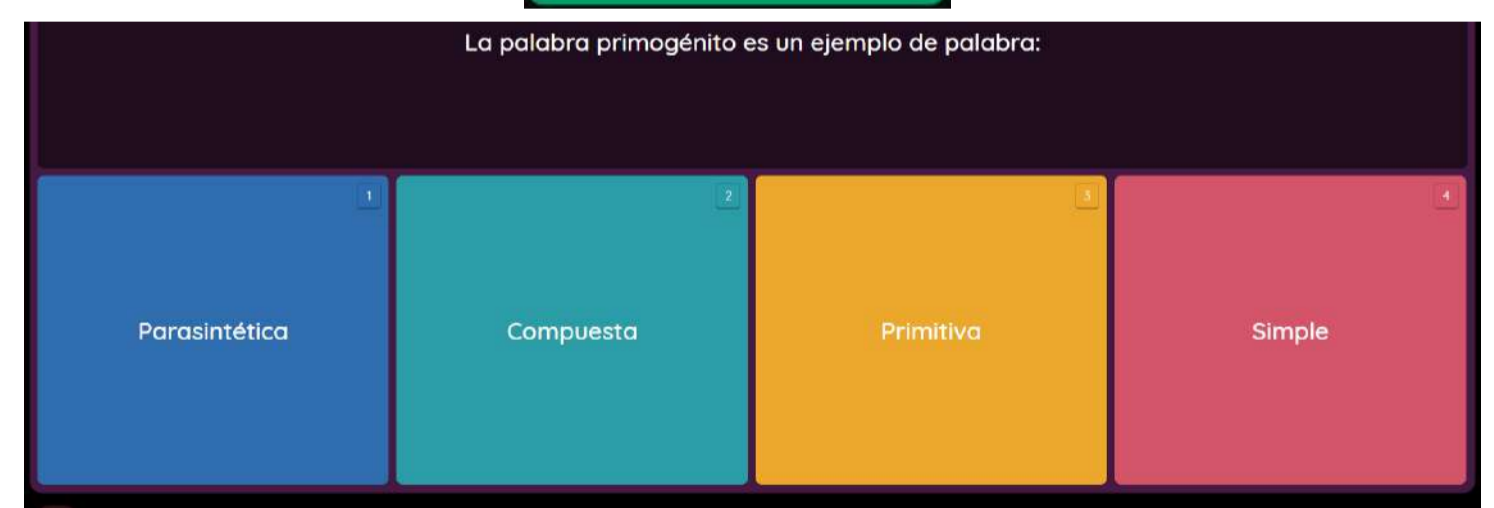 La palabra primogénito es un ejemplo de palabra:
1
2
3
4
Parasintética
Compuesta
Primitiva
Simple